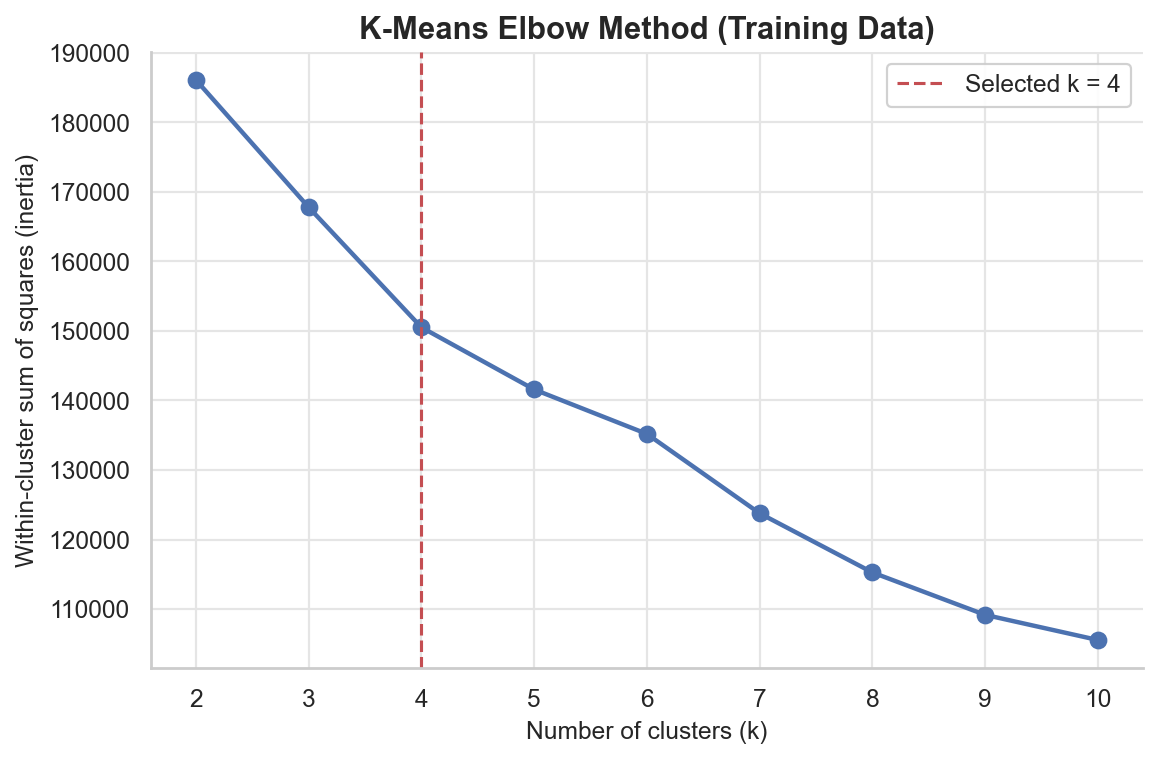 K-Means Elbow Method (Training Data)
Selected k = 4
Within-cluster sum of squares (inertia)
190000
180000
170000
160000
150000
140000
130000
120000
110000
2 3 4 5 6 7 8 9 10
Number of clusters (k)